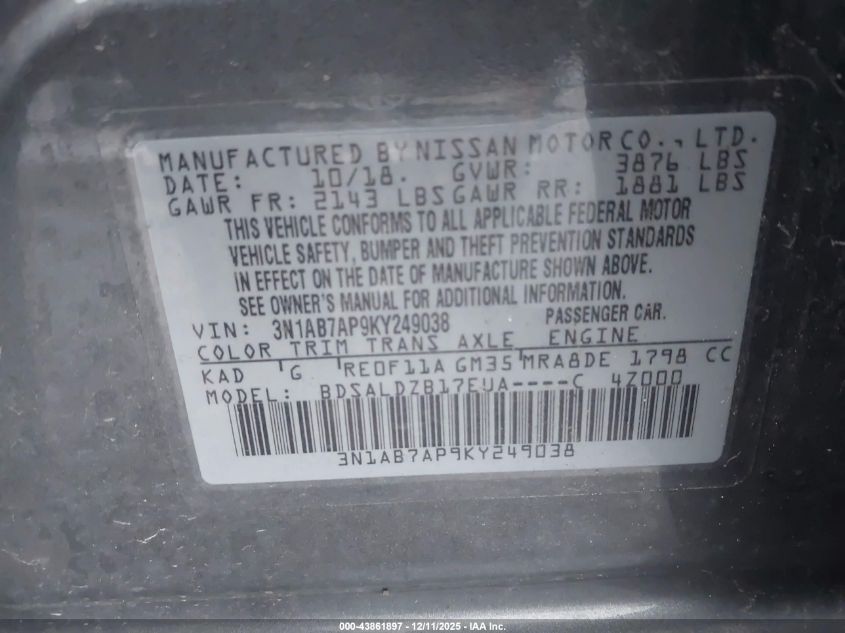 MANUFACTURED BY NISSAN MOTOR CO., LTD.
DATE: 10/18. GVWR: 3876 LBS
GAWR FR: 2143 LBS GAWR RR: 1881 LBS
THIS VEHICLE CONFORMS TO ALL APPLICABLE FEDERAL MOTOR
VEHICLE SAFETY, BUMPER AND THEFT PREVENTION STANDARDS
IN EFFECT ON THE DATE OF MANUFACTURE SHOWN ABOVE.
SEE OWNER'S MANUAL FOR ADDITIONAL INFORMATION.
VIN: 3N1AB7AP9KY249038 PASSENGER CAR.
COLOR TRIM TRANS AXLE ENGINE
KAD G RE0F11A GM35 MRA8DE 1798 CC
MODEL: BDSALDZB17EUA----C 4Z000
3N1AB7AP9KY249038
000-43861897 - 12/11/2025 - IAA Inc.